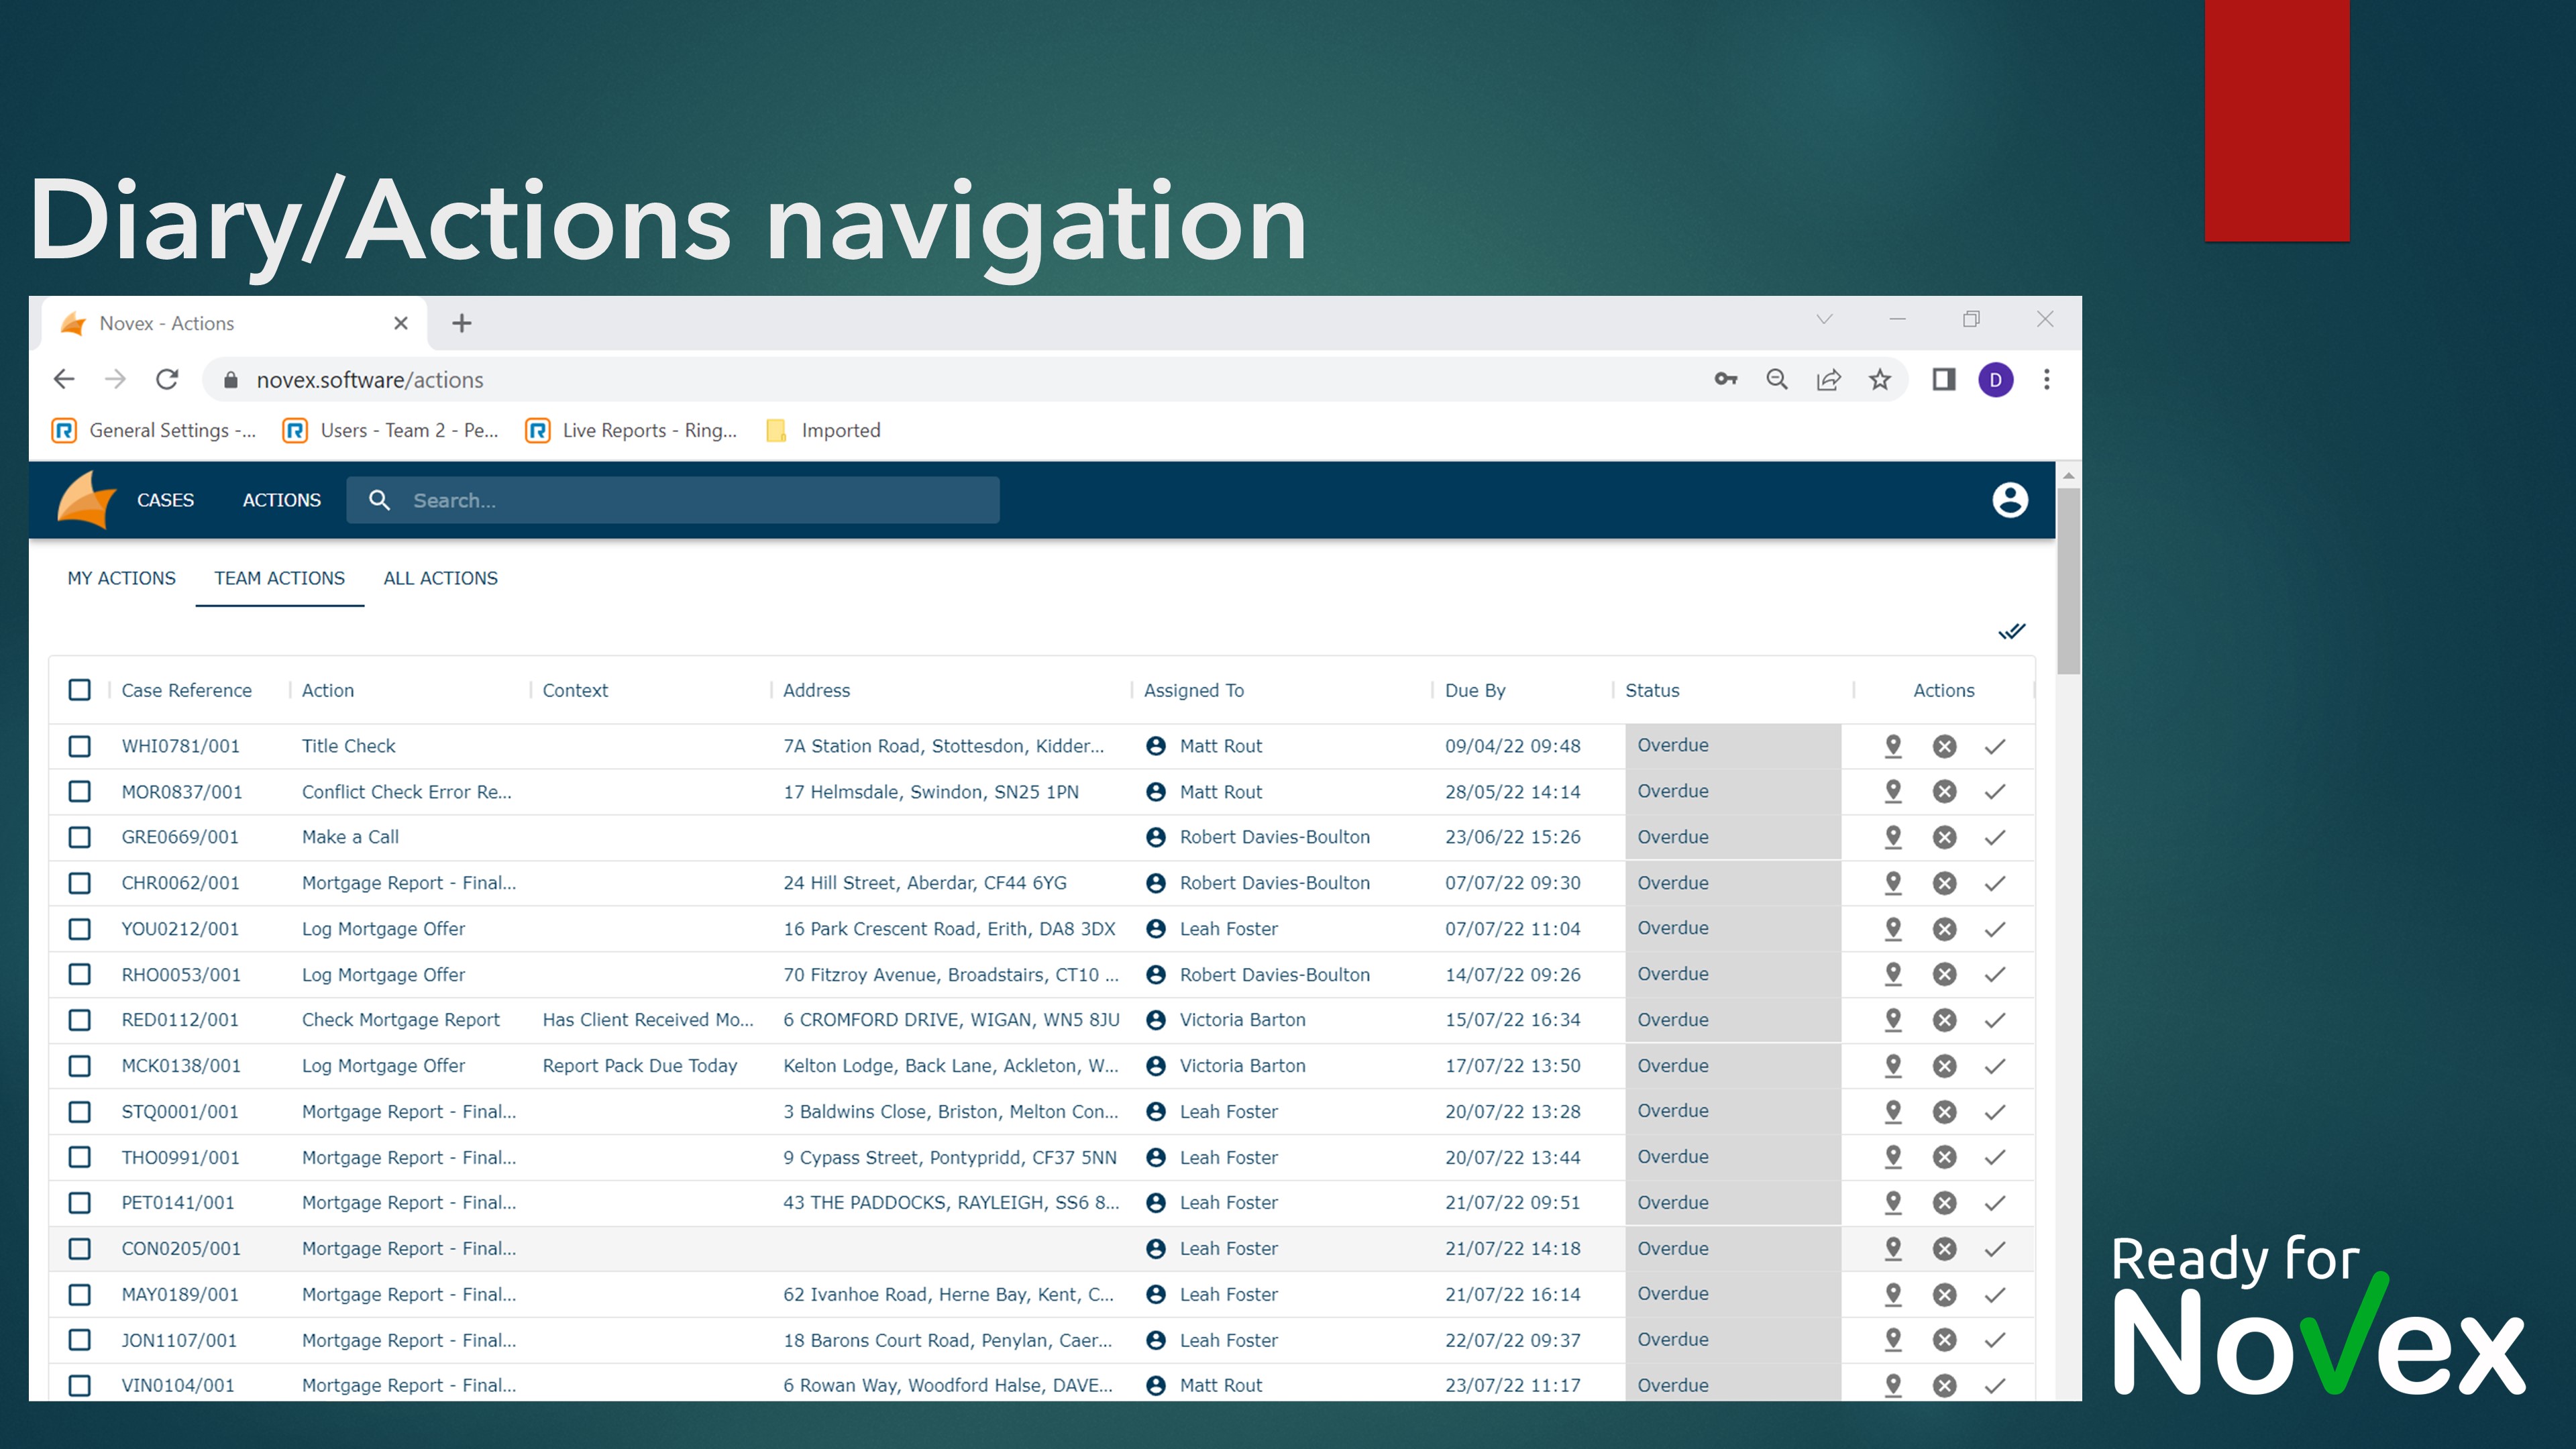 Diary/Actions navigation
Novex - Actions
novex.software/actions
D
General Settings -... Users - Team 2 - Pe... Live Reports - Ring... Imported
CASES ACTIONS Search...
MY ACTIONS TEAM ACTIONS ALL ACTIONS
Case Reference Action Context Address Assigned To Due By Status Actions
WHI0781/001 Title Check 7A Station Road, Stottesdon, Kidder... Matt Rout 09/04/22 09:48 Overdue
MOR0837/001 Conflict Check Error Re... 17 Helmsdale, Swindon, SN25 1PN Matt Rout 28/05/22 14:14 Overdue
GRE0669/001 Make a Call Robert Davies-Boulton 23/06/22 15:26 Overdue
CHR0062/001 Mortgage Report - Final... 24 Hill Street, Aberdar, CF44 6YG Robert Davies-Boulton 07/07/22 09:30 Overdue
YOU0212/001 Log Mortgage Offer 16 Park Crescent Road, Erith, DA8 3DX Leah Foster 07/07/22 11:04 Overdue
RHO0053/001 Log Mortgage Offer 70 Fitzroy Avenue, Broadstairs, CT10 ... Robert Davies-Boulton 14/07/22 09:26 Overdue
RED0112/001 Check Mortgage Report Has Client Received Mo... 6 CROMFORD DRIVE, WIGAN, WN5 8JU Victoria Barton 15/07/22 16:34 Overdue
MCK0138/001 Log Mortgage Offer Report Pack Due Today Kelton Lodge, Back Lane, Ackleton, W... Victoria Barton 17/07/22 13:50 Overdue
STQ0001/001 Mortgage Report - Final... 3 Baldwins Close, Briston, Melton Con... Leah Foster 20/07/22 13:28 Overdue
THO0991/001 Mortgage Report - Final... 9 Cypass Street, Pontypridd, CF37 5NN Leah Foster 20/07/22 13:44 Overdue
PET0141/001 Mortgage Report - Final... 43 THE PADDOCKS, RAYLEIGH, SS6 8... Leah Foster 21/07/22 09:51 Overdue
CON0205/001 Mortgage Report - Final... Leah Foster 21/07/22 14:18 Overdue
MAY0189/001 Mortgage Report - Final... 62 Ivanhoe Road, Herne Bay, Kent, C... Leah Foster 21/07/22 16:14 Overdue
JON1107/001 Mortgage Report - Final... 18 Barons Court Road, Penylan, Caer... Leah Foster 22/07/22 09:37 Overdue
VIN0104/001 Mortgage Report - Final... 6 Rowan Way, Woodford Halse, DAVE... Matt Rout 23/07/22 11:17 Overdue
Ready for
Novex